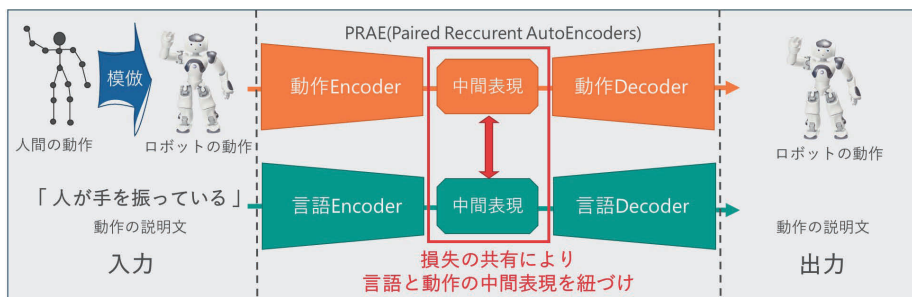 PRAE(Paired Reccurent AutoEncoders)
模倣
人間の動作
ロボットの動作
動作Encoder
中間表現
動作Decoder
ロボットの動作
「 人が手を振っている 」
動作の説明文
言語Encoder
中間表現
言語Decoder
動作の説明文
入力
損失の共有により
言語と動作の中間表現を紐づけ
出力